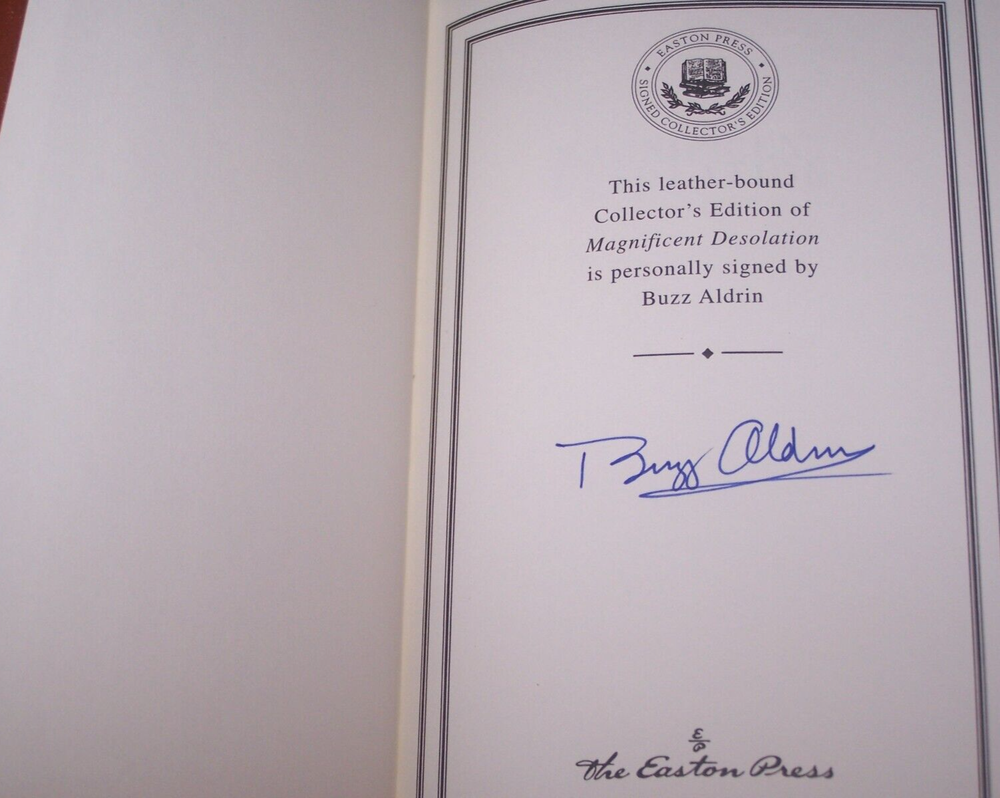 EASTON PRESS
SIGNED COLLECTOR'S EDITION
This leather-bound
Collector's Edition of
Magnificent Desolation
is personally signed by
Buzz Aldrin
Buzz Aldrin
EP
the Easton Press